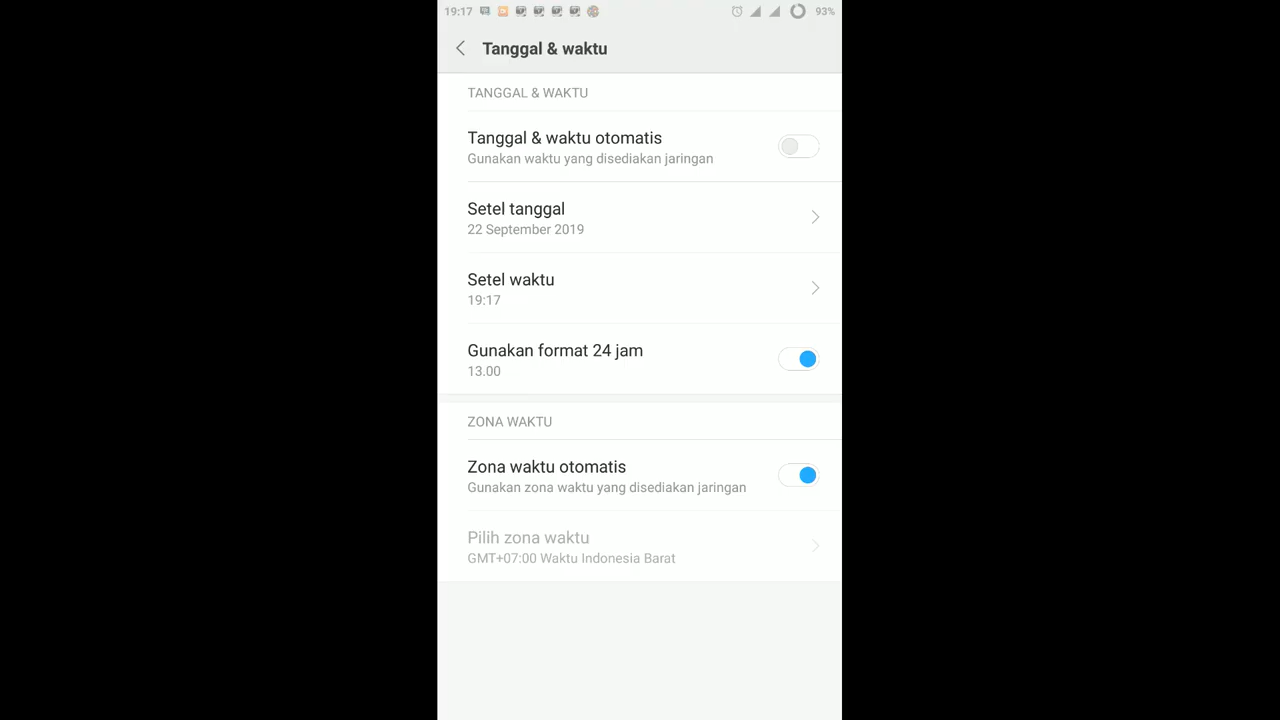 19:17
93%
Tanggal & waktu
TANGGAL & WAKTU
Tanggal & waktu otomatis
Gunakan waktu yang disediakan jaringan
Setel tanggal
22 September 2019
Setel waktu
19:17
Gunakan format 24 jam
13.00
ZONA WAKTU
Zona waktu otomatis
Gunakan zona waktu yang disediakan jaringan
Pilih zona waktu
GMT+07:00 Waktu Indonesia Barat